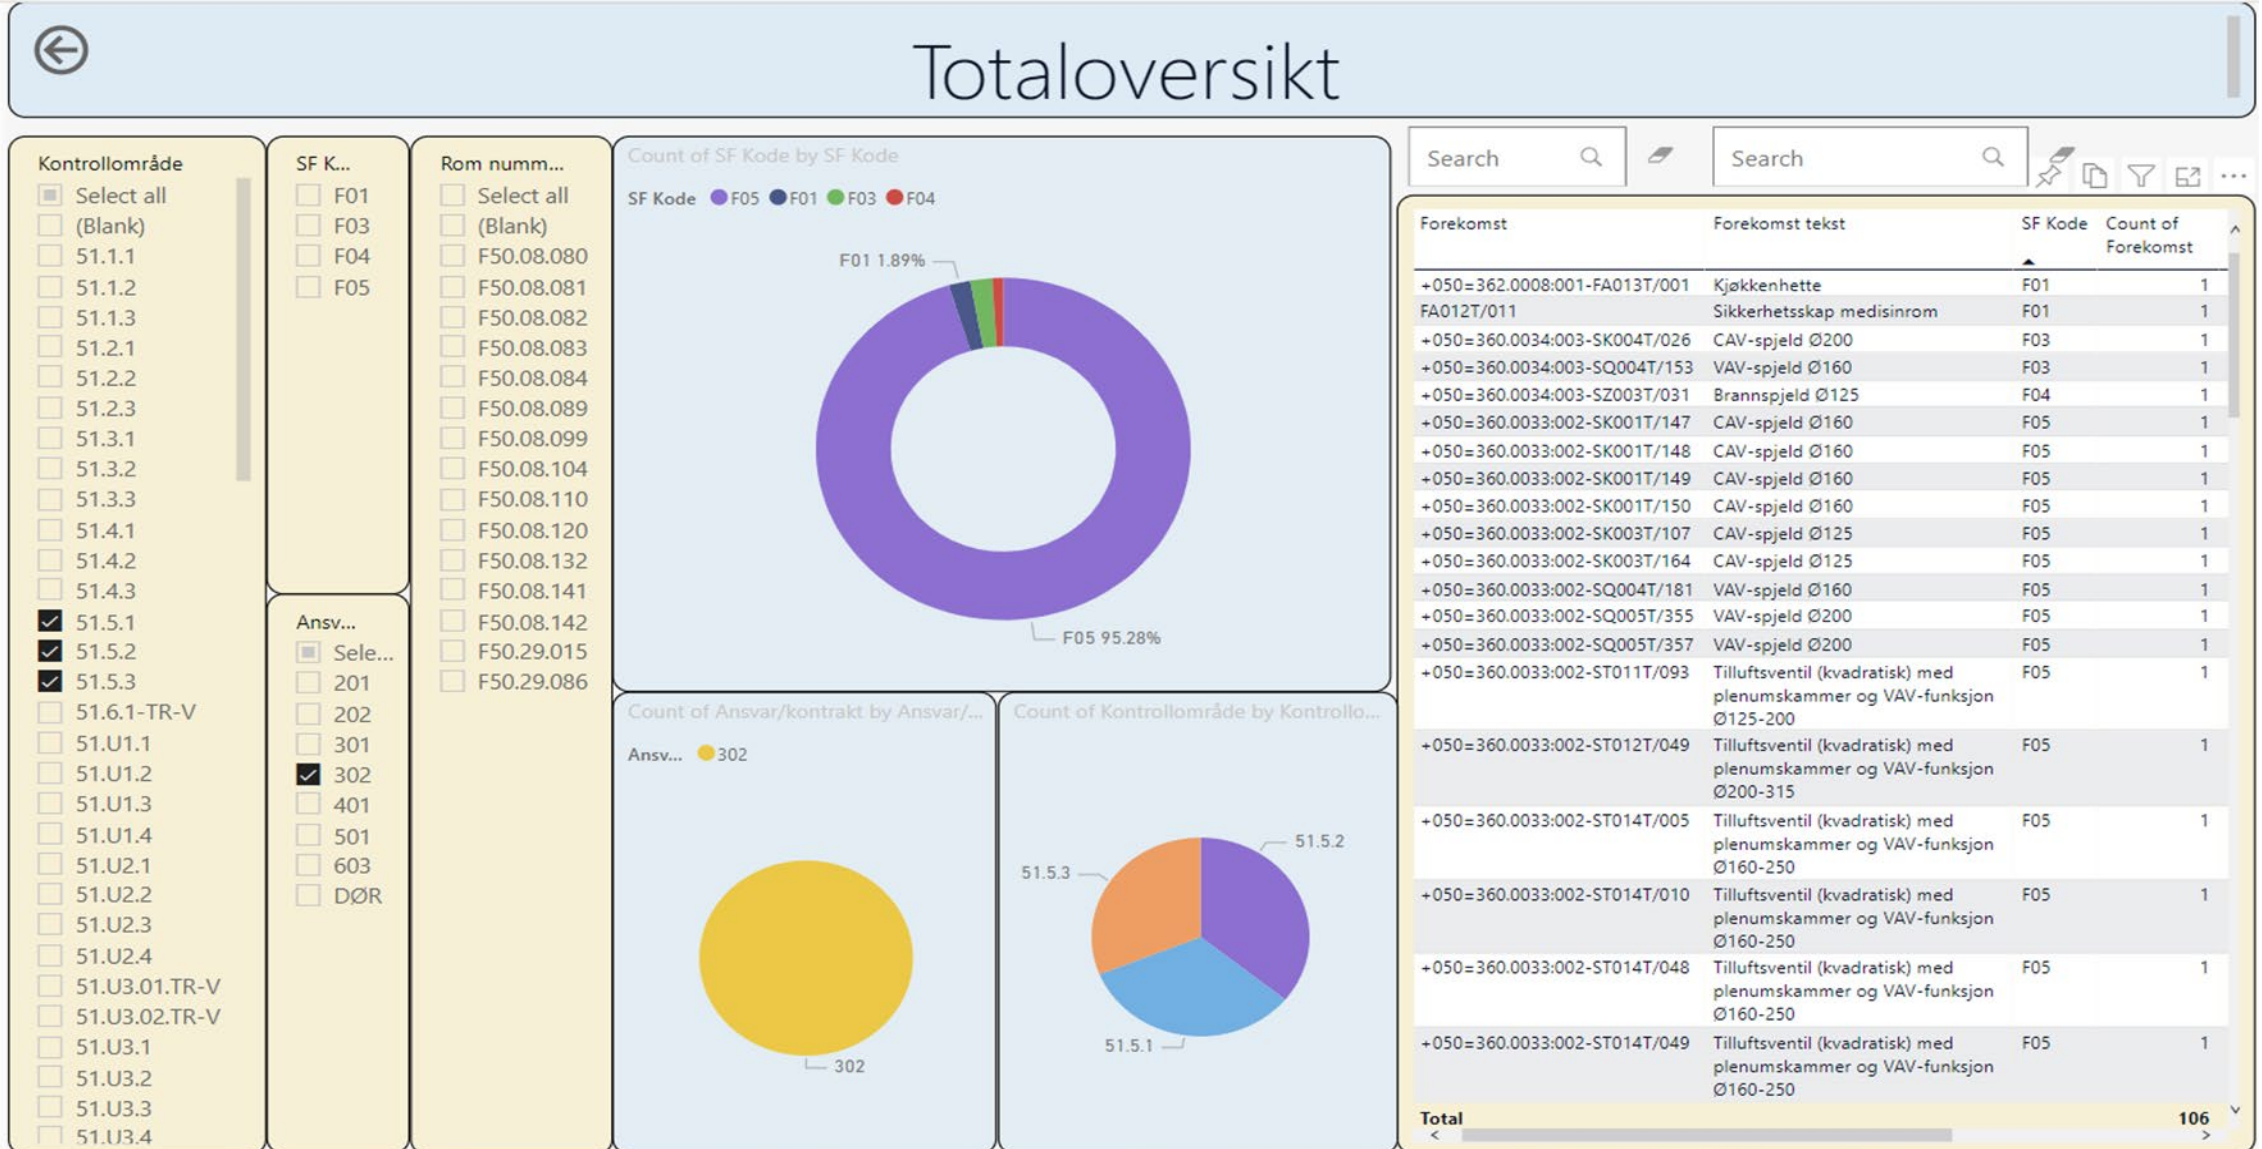 Totaloversikt
Kontrollområde
Select all
(Blank)
51.1.1
51.1.2
51.1.3
51.2.1
51.2.2
51.2.3
51.3.1
51.3.2
51.3.3
51.4.1
51.4.2
51.4.3
51.5.1
51.5.2
51.5.3
51.6.1-TR-V
51.U1.1
51.U1.2
51.U1.3
51.U1.4
51.U2.1
51.U2.2
51.U2.3
51.U2.4
51.U3.01.TR-V
51.U3.02.TR-V
51.U3.1
51.U3.2
51.U3.3
51.U3.4
SF K...
F01
F03
F04
F05
Ansv...
Sele...
201
202
301
302
401
501
603
DØR
Rom numm...
Select all
(Blank)
F50.08.080
F50.08.081
F50.08.082
F50.08.083
F50.08.084
F50.08.089
F50.08.099
F50.08.104
F50.08.110
F50.08.120
F50.08.132
F50.08.141
F50.08.142
F50.29.015
F50.29.086
Count of SF Kode by SF Kode
SF Kode F05 F01 F03 F04
F01 1.89%
F05 95.28%
Count of Ansvar/kontrakt by Ansvar/...
Ansv... 302
302
Count of Kontrollområde by Kontrollo...
51.5.2
51.5.3
51.5.1
Search
Search
Forekomst Forekomst tekst SF Kode Count of
Forekomst
+050=362.0008:001-FA013T/001 Kjøkkenhette F01 1
FA012T/011 Sikkerhetsskap medisinrom F01 1
+050=360.0034:003-SK004T/026 CAV-spjeld Ø200 F03 1
+050=360.0034:003-SQ004T/153 VAV-spjeld Ø160 F03 1
+050=360.0034:003-SZ003T/031 Brannspjeld Ø125 F04 1
+050=360.0033:002-SK001T/147 CAV-spjeld Ø160 F05 1
+050=360.0033:002-SK001T/148 CAV-spjeld Ø160 F05 1
+050=360.0033:002-SK001T/149 CAV-spjeld Ø160 F05 1
+050=360.0033:002-SK001T/150 CAV-spjeld Ø160 F05 1
+050=360.0033:002-SK003T/107 CAV-spjeld Ø125 F05 1
+050=360.0033:002-SK003T/164 CAV-spjeld Ø125 F05 1
+050=360.0033:002-SQ004T/181 VAV-spjeld Ø160 F05 1
+050=360.0033:002-SQ005T/355 VAV-spjeld Ø200 F05 1
+050=360.0033:002-SQ005T/357 VAV-spjeld Ø200 F05 1
+050=360.0033:002-ST011T/093 Tilluftsventil (kvadratisk) med F05 1
plenumskammer og VAV-funksjon
Ø125-200
+050=360.0033:002-ST012T/049 Tilluftsventil (kvadratisk) med F05 1
plenumskammer og VAV-funksjon
Ø200-315
+050=360.0033:002-ST014T/005 Tilluftsventil (kvadratisk) med F05 1
plenumskammer og VAV-funksjon
Ø160-250
+050=360.0033:002-ST014T/010 Tilluftsventil (kvadratisk) med F05 1
plenumskammer og VAV-funksjon
Ø160-250
+050=360.0033:002-ST014T/048 Tilluftsventil (kvadratisk) med F05 1
plenumskammer og VAV-funksjon
Ø160-250
+050=360.0033:002-ST014T/049 Tilluftsventil (kvadratisk) med F05 1
plenumskammer og VAV-funksjon
Ø160-250
Total 106